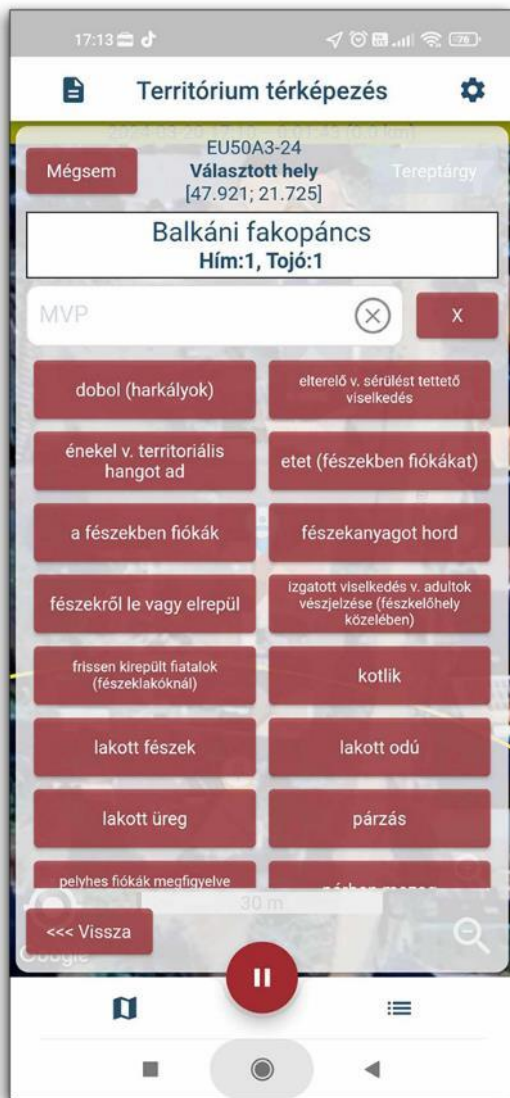 17:13
76
Territórium térképezés
EU50A3-24
Mégsem
Választott hely
Tereptárgy
[47.921; 21.725]
Balkáni fakopáncs
Hím:1, Tojó:1
MVP
X
dobol (harkályok)
elterelő v. sérülést tettető
viselkedés
énekel v. territoriális
hangot ad
etet (fészekben fiókákat)
a fészekben fiókák
fészekanyagot hord
fészekről le vagy elrepül
izgatott viselkedés v. adultok
vészjelzése (fészkelőhely
közelében)
frissen kirepült fiatalok
(fészeklakóknál)
kotlik
lakott fészek
lakott odú
lakott üreg
párzás
pelyhes fiókák megfigyelve
30 m
<<< Vissza
Google